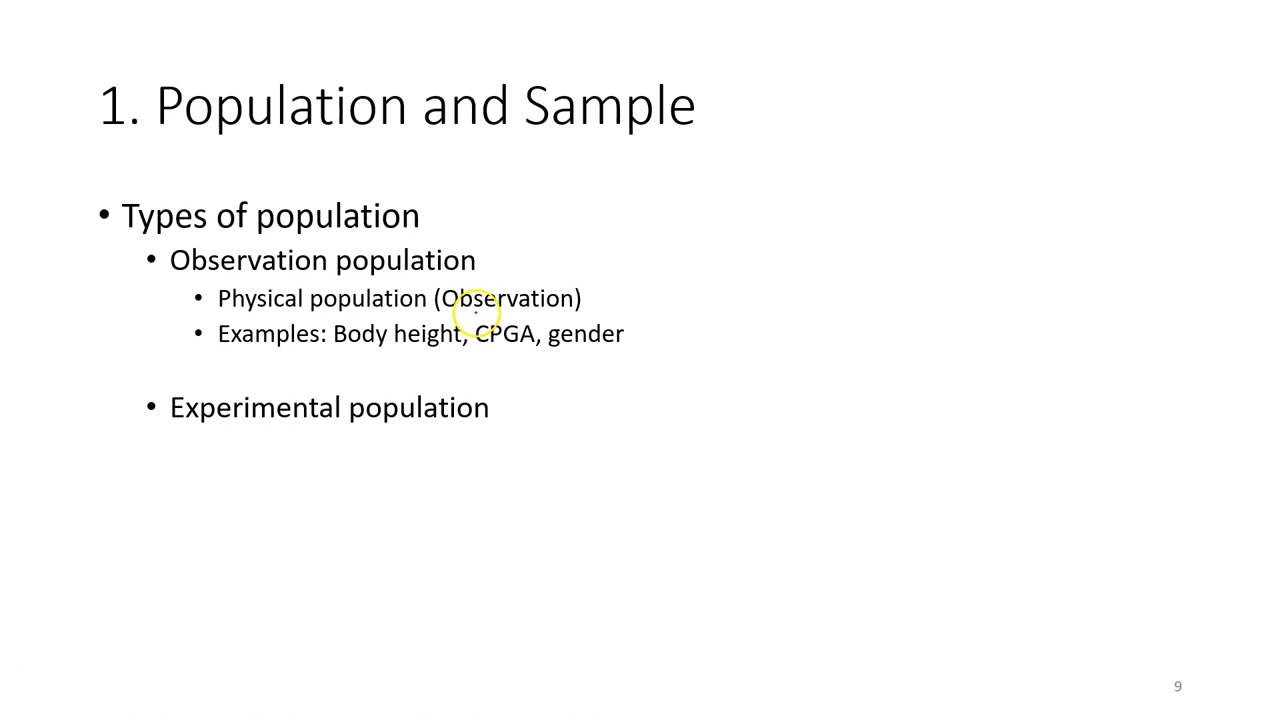 1. Population and Sample
• Types of population
• Observation population
• Physical population (Observation)
• Examples: Body height, CPGA, gender
• Experimental population
9